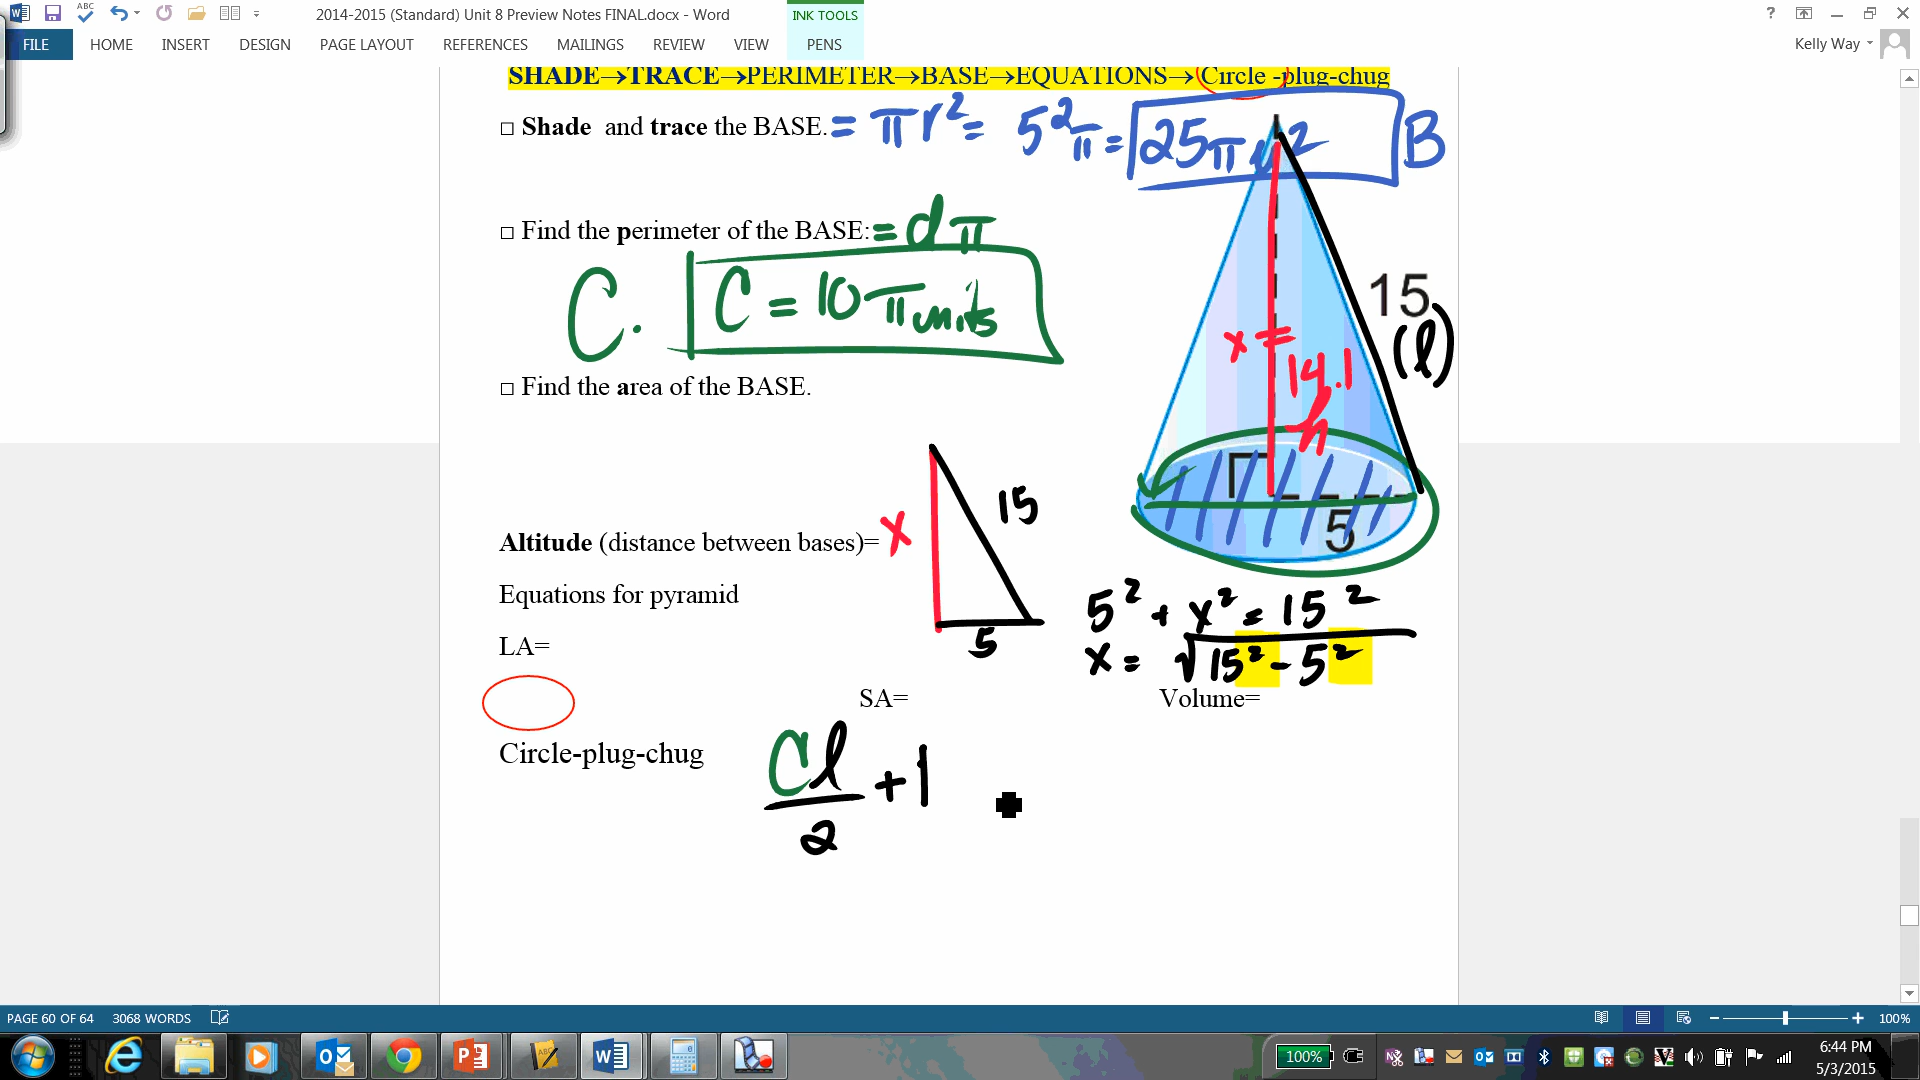 2014-2015 (Standard) Unit 8 Preview Notes FINAL.docx - Word
INK TOOLS
FILE HOME INSERT DESIGN PAGE LAYOUT REFERENCES MAILINGS REVIEW VIEW PENS
Kelly Way
SHADE→TRACE→PERIMETER→BASE→EQUATIONS→ Circle -plug-chug
□ Shade and trace the BASE. = πr² = 5²π = 25π u² B
□ Find the perimeter of the BASE: = dπ
C. C = 10π units
15
(l)
x = 14.1
h
□ Find the area of the BASE.
15
5
Altitude (distance between bases)= x
Equations for pyramid
5² + x² = 15²
LA=
5
x = √15² - 5²
SA= Volume=
Circle-plug-chug
Cl/2 + 1
PAGE 60 OF 64 3068 WORDS 100%
100%
6:44 PM
5/3/2015